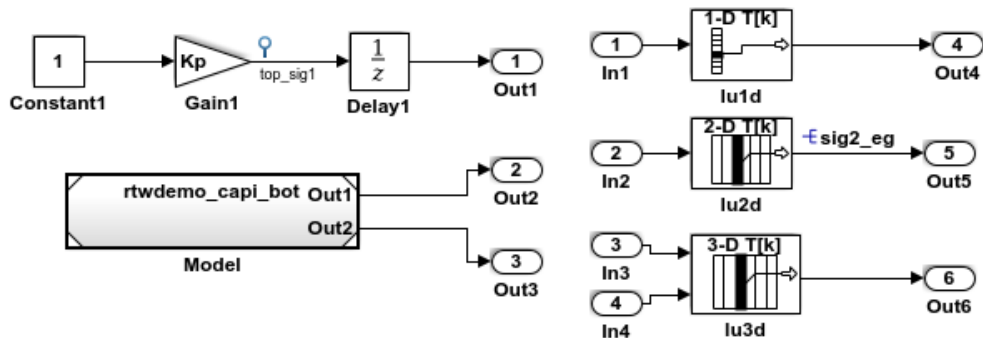 1
Constant1
Kp
Gain1
top_sig1
1
z
Delay1
1
Out1
rtwdemo_capi_bot
Out1
Out2
Model
2
Out2
3
Out3
1
In1
1-D T[k]
lu1d
4
Out4
2
In2
2-D T[k]
lu2d
sig2_eg
5
Out5
3
In3
4
In4
3-D T[k]
lu3d
6
Out6